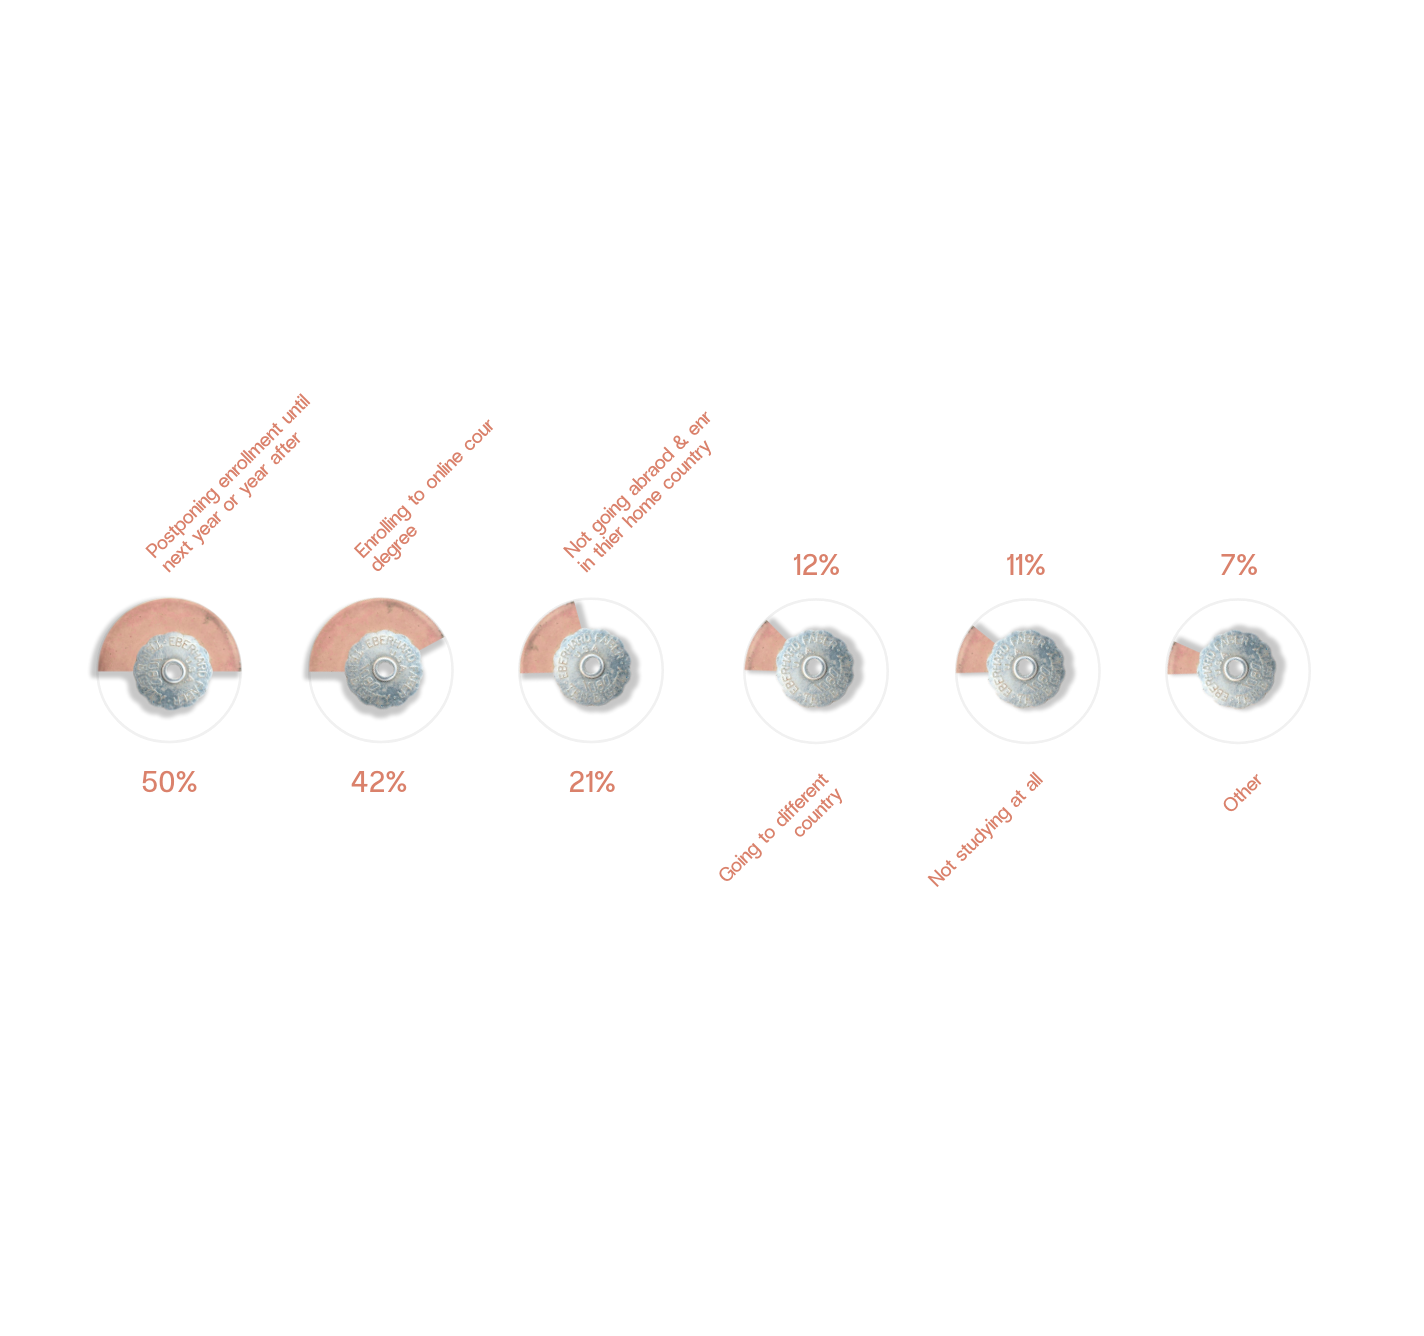 Postponing enrollment until
next year or year after
50%
Enrolling to online cour
degree
42%
Not going abraod & enr
in thier home country
21%
12%
Going to different
country
11%
Not studying at all
7%
Other